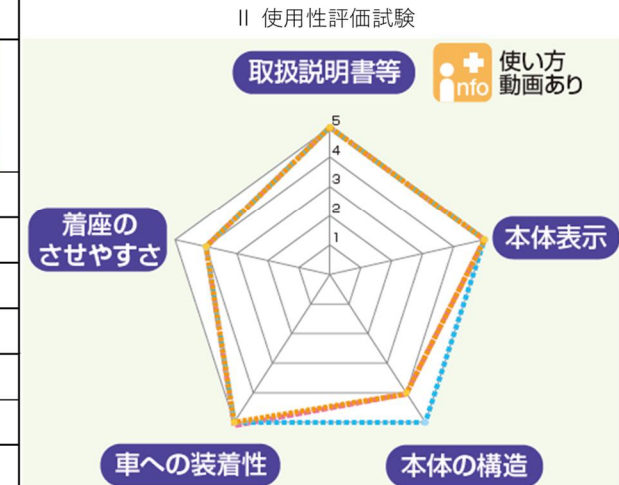 II 使用性評価試験
取扱説明書等
nfo
使い方
動画あり
5
4
3
2
1
着座の
させやすさ
本体表示
車への装着性
本体の構造